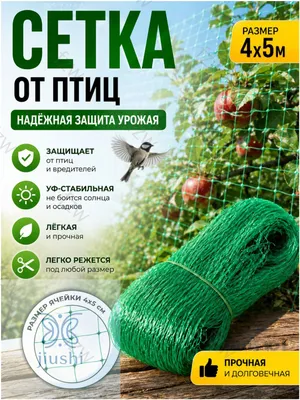 СЕТКА
ОТ ПТИЦ
НАДЁЖНАЯ ЗАЩИТА УРОЖАЯ
РАЗМЕР
4х5м
ЗАЩИЩАЕТ
от птиц
и вредителей
УФ-СТАБИЛЬНАЯ
не боится солнца
и осадков
ЛЁГКАЯ
и прочная
ЛЕГКО РЕЖЕТСЯ
под любой размер
РАЗМЕР ЯЧЕЙКИ 4х5 СМ
jiushi
ПРОЧНАЯ
И ДОЛГОВЕЧНАЯ